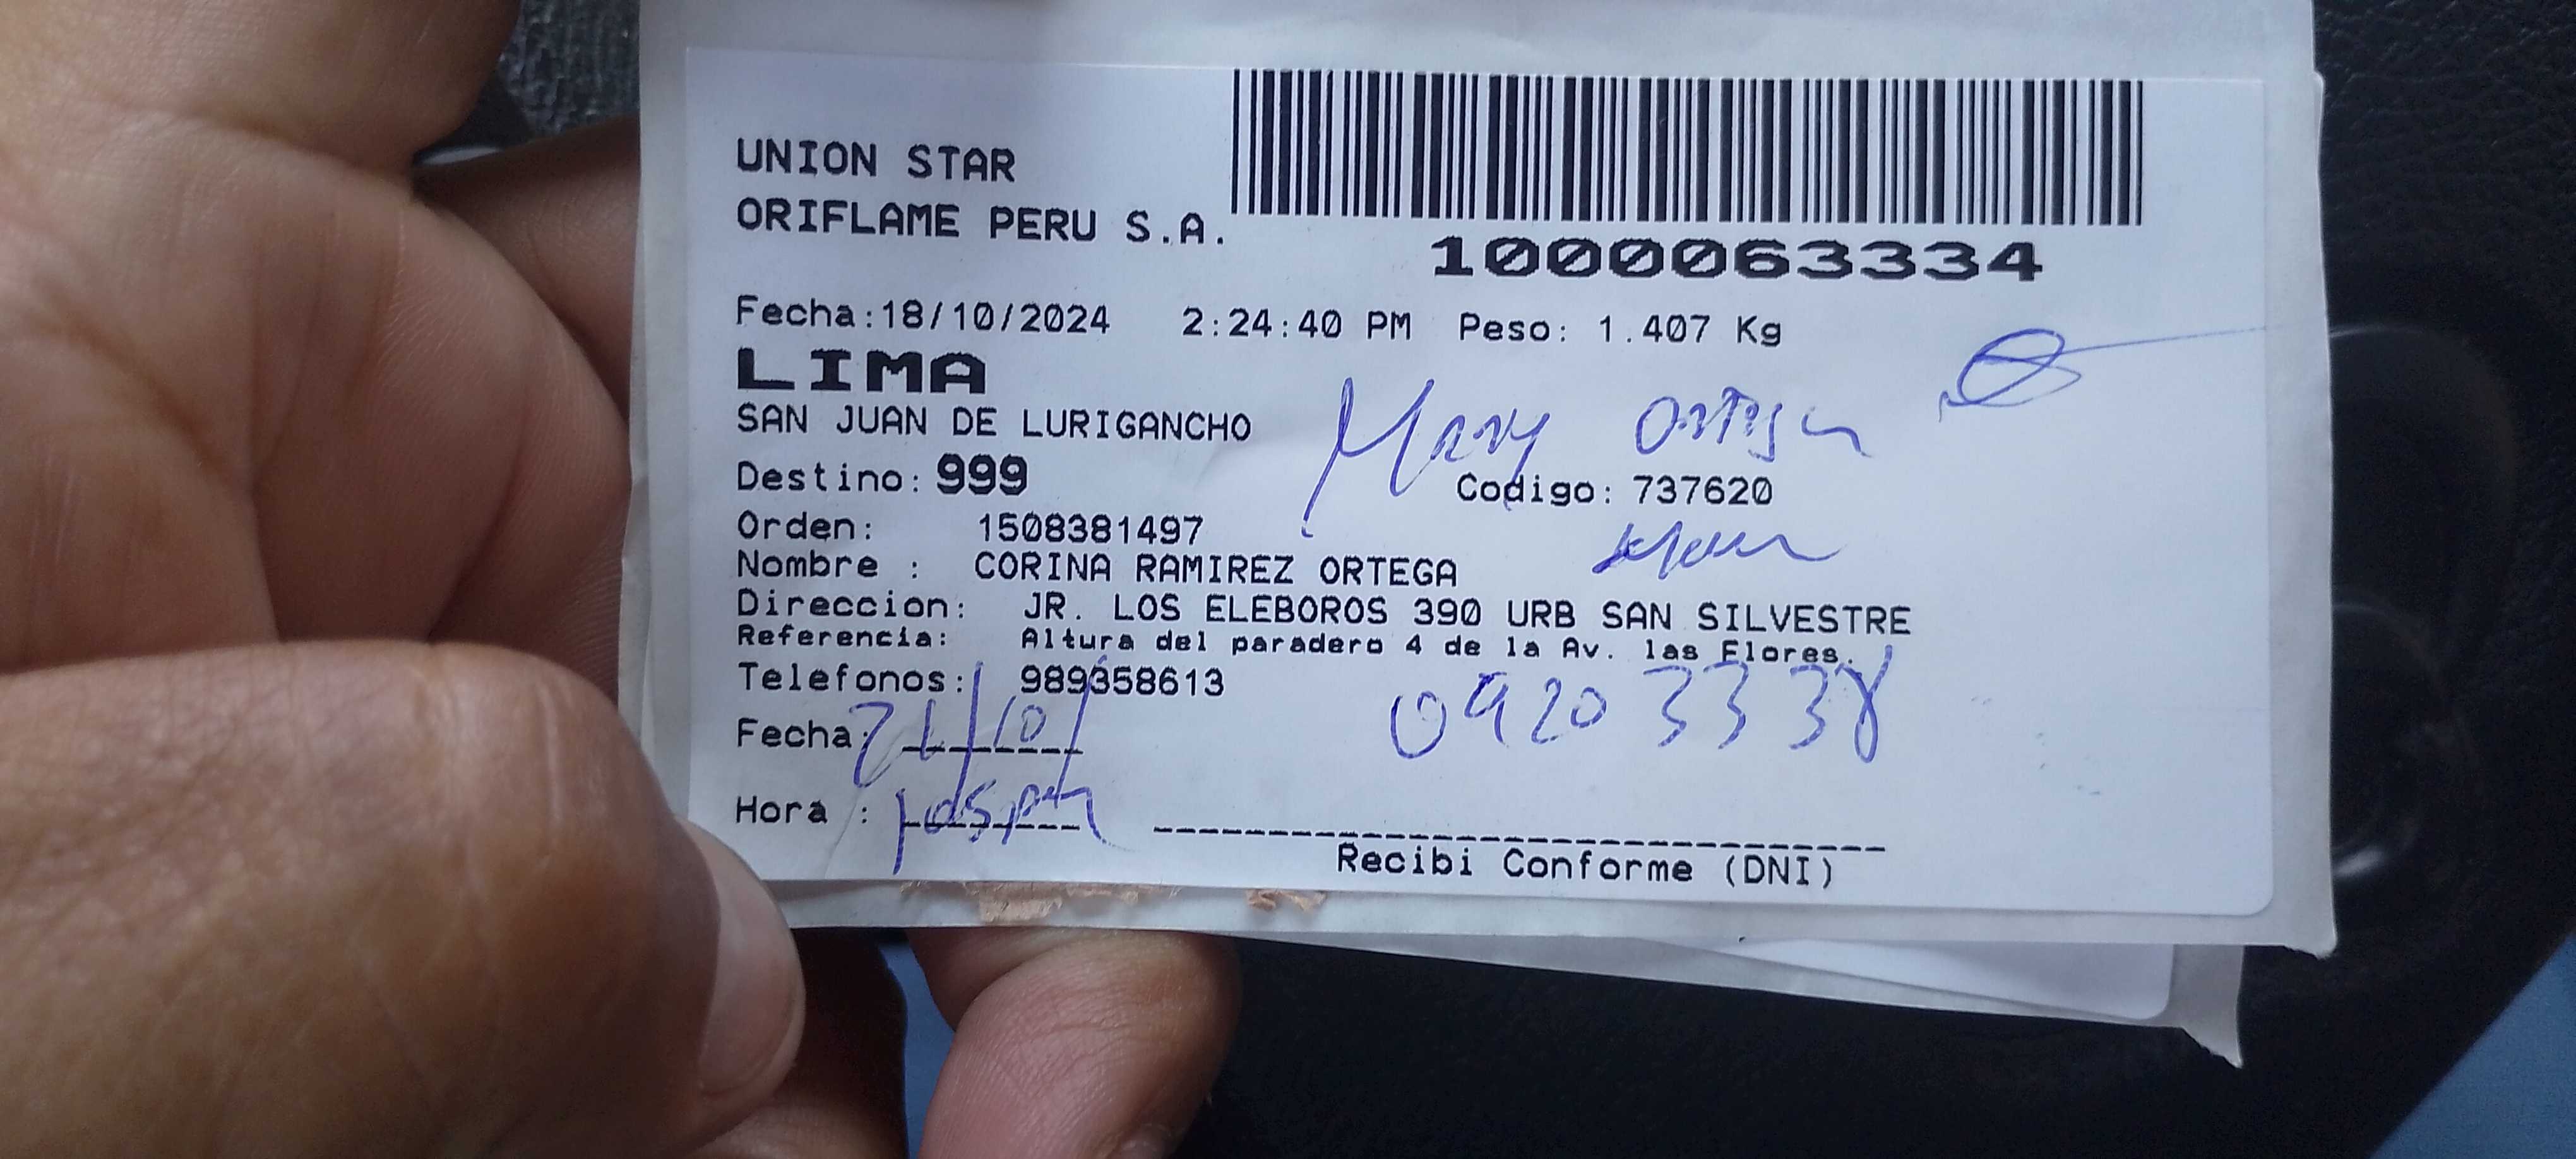 UNION STAR
ORIFLAME PERU S.A.
1000063334
Fecha:18/10/2024 2:24:40 PM Peso: 1.407 Kg
LIMA
SAN JUAN DE LURIGANCHO
Mary Ortega
Destino: 999 Codigo: 737620
Orden: 1508381497
Nombre : CORINA RAMIREZ ORTEGA
Direccion: JR. LOS ELEBOROS 390 URB SAN SILVESTRE
Referencia: Altura del paradero 4 de la Av. las Flores.
Telefonos: 989358613
09203338
Fecha: 21/10/
Hora :
Recibi Conforme (DNI)